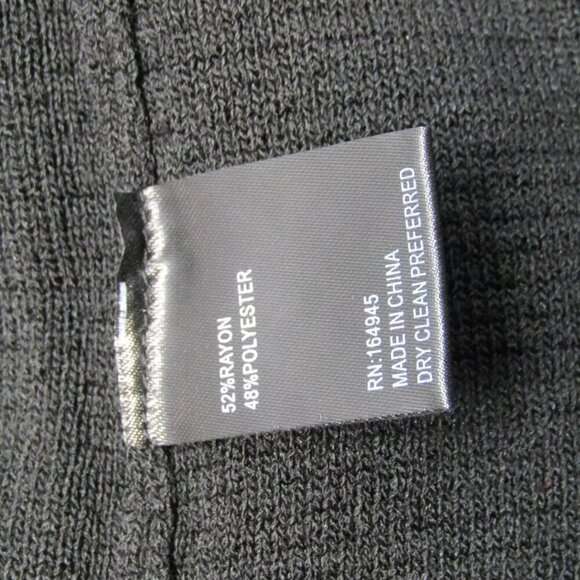 52%RAYON
48%POLYESTER
RN:164945
MADE IN CHINA
DRY CLEAN PREFERRED